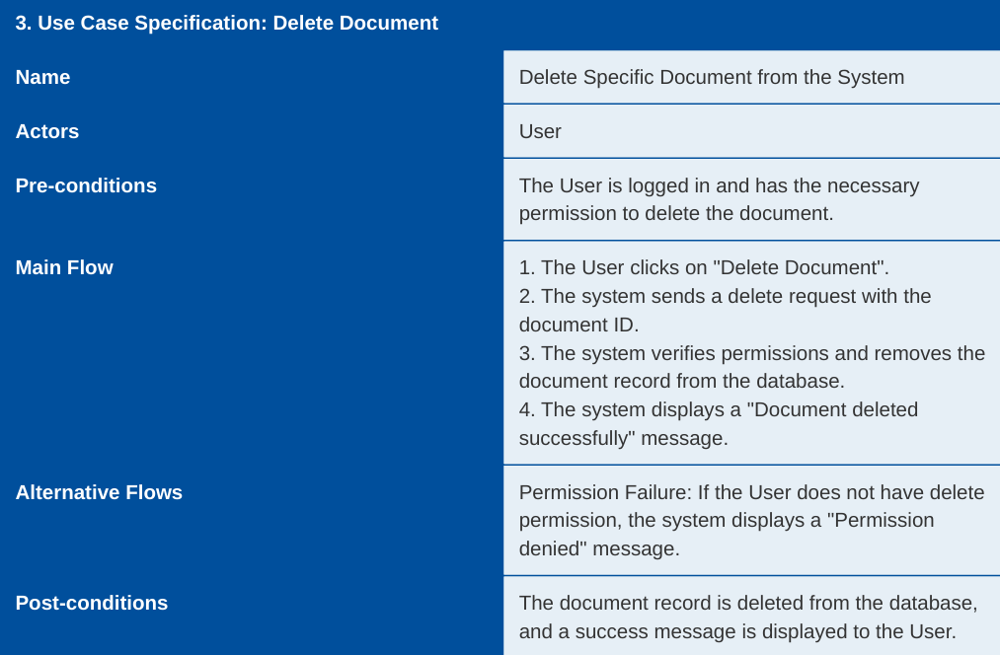 3. Use Case Specification: Delete Document
Name
Delete Specific Document from the System
Actors
User
Pre-conditions
The User is logged in and has the necessary
permission to delete the document.
Main Flow
1. The User clicks on "Delete Document".
2. The system sends a delete request with the
document ID.
3. The system verifies permissions and removes the
document record from the database.
4. The system displays a "Document deleted
successfully" message.
Alternative Flows
Permission Failure: If the User does not have delete
permission, the system displays a "Permission
denied" message.
Post-conditions
The document record is deleted from the database,
and a success message is displayed to the User.